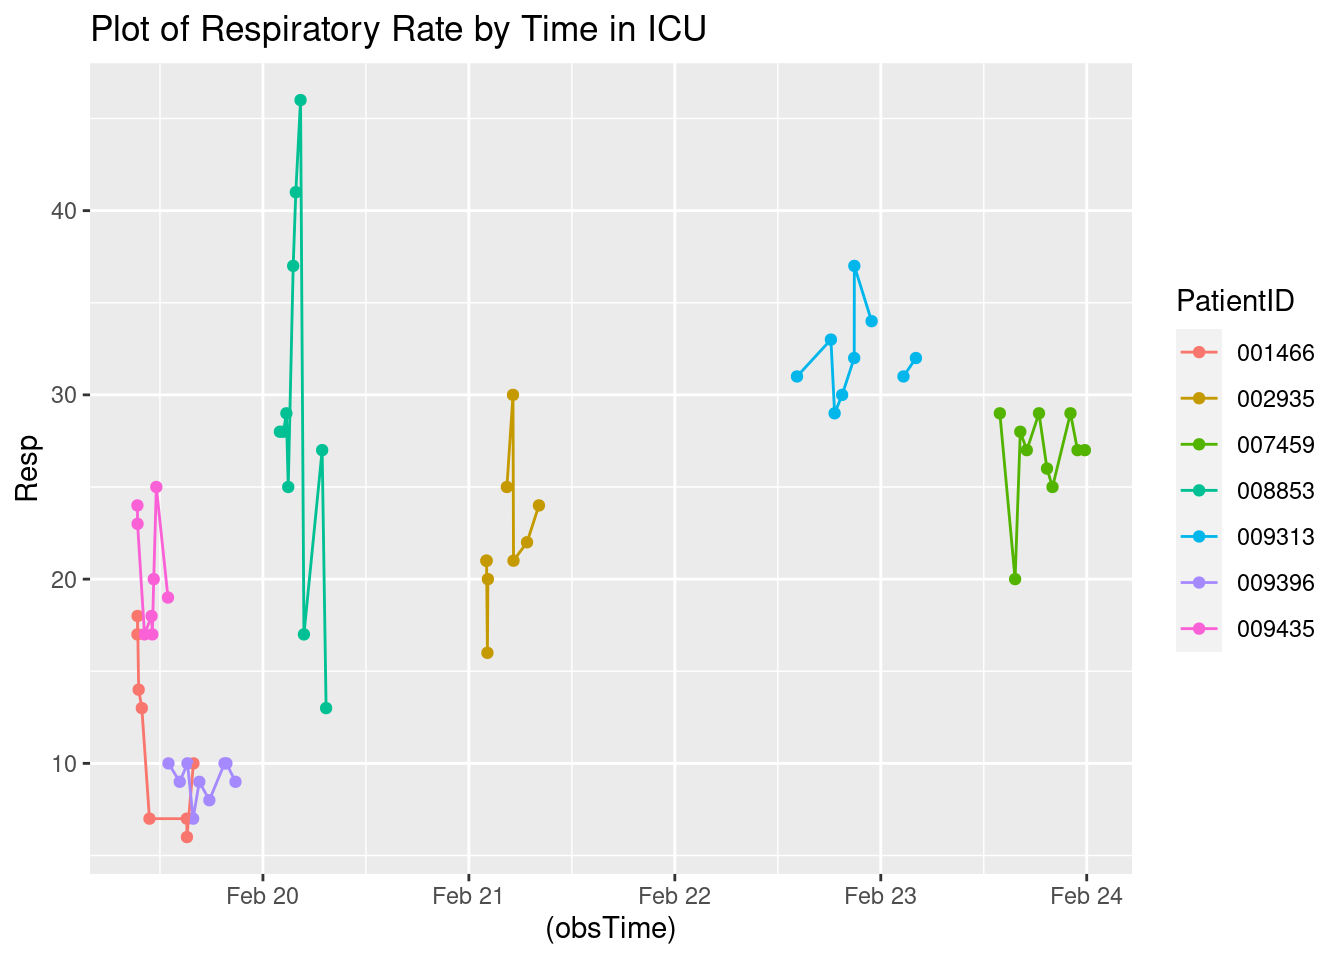 Plot of Respiratory Rate by Time in ICU
Resp
40
30
20
10
Feb 20
Feb 21
Feb 22
Feb 23
Feb 24
(obsTime)
PatientID
001466
002935
007459
008853
009313
009396
009435